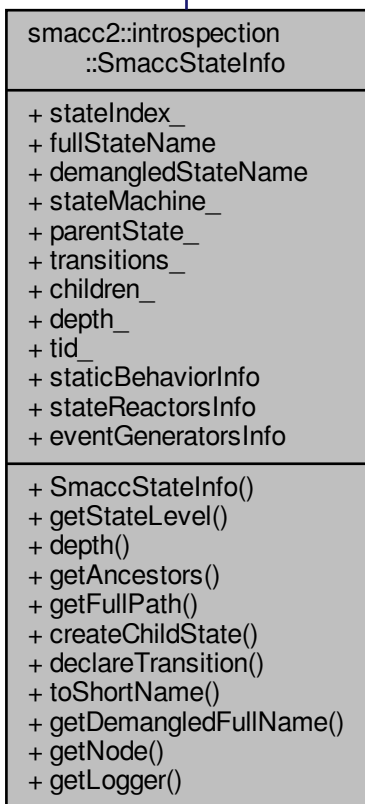 smacc2::introspection
::SmaccStateInfo
+ stateIndex_
+ fullStateName
+ demangledStateName
+ stateMachine_
+ parentState_
+ transitions_
+ children_
+ depth_
+ tid_
+ staticBehaviorInfo
+ stateReactorsInfo
+ eventGeneratorsInfo
+ SmaccStateInfo()
+ getStateLevel()
+ depth()
+ getAncestors()
+ getFullPath()
+ createChildState()
+ declareTransition()
+ toShortName()
+ getDemangledFullName()
+ getNode()
+ getLogger()